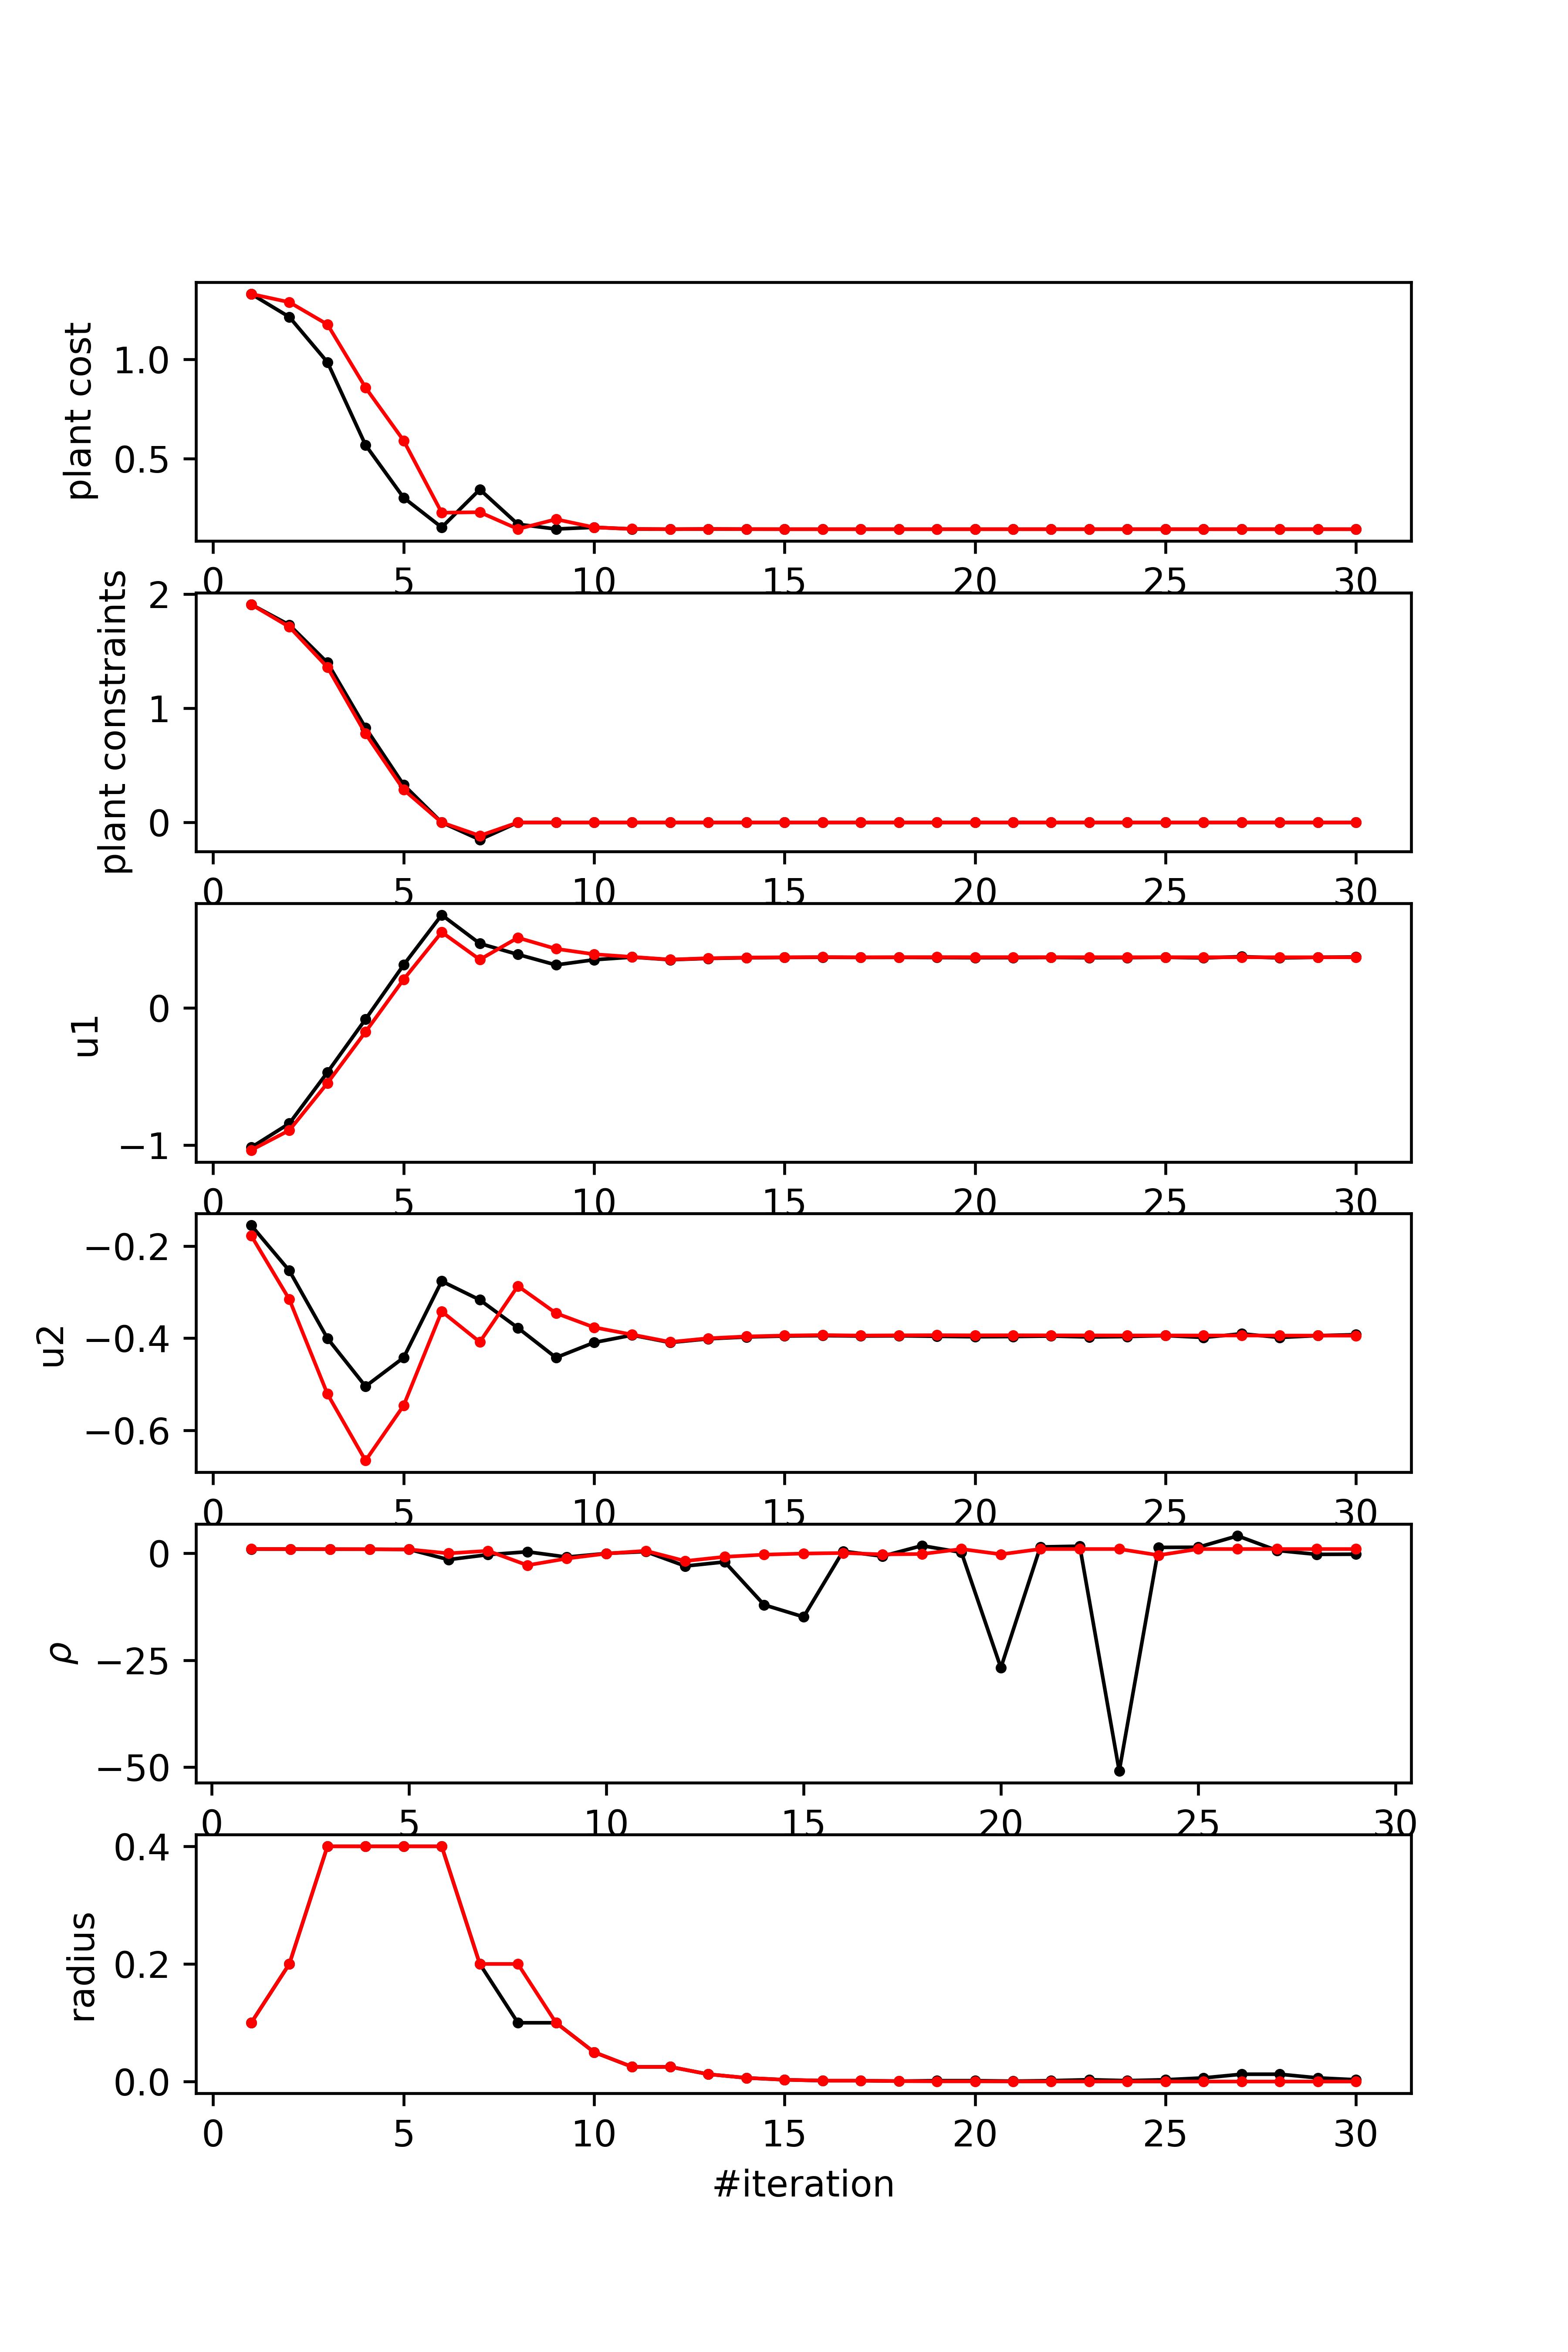 plant cost
1.0
0.5
0 5 10 15 20 25 30
plant constraints
2
1
0
0 5 10 15 20 25 30
u1
0
−1
0 5 10 15 20 25 30
u2
−0.2
−0.4
−0.6
0 5 10 15 20 25 30
ρ
0
−25
−50
0 5 10 15 20 25 30
radius
0.4
0.2
0.0
0 5 10 15 20 25 30
#iteration